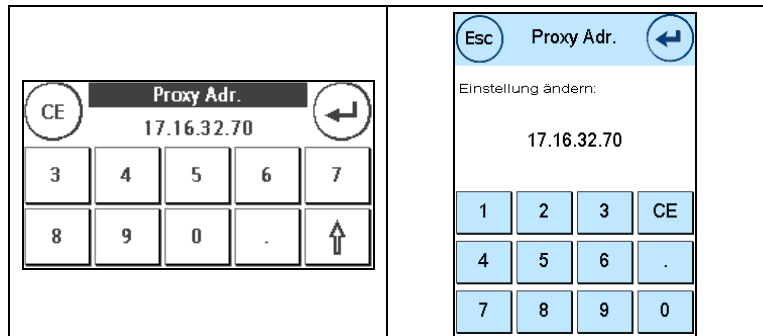 Proxy Adr.
CE
17.16.32.70
3 4 5 6 7
8 9 0 .
Esc Proxy Adr.
Einstellung ändern:
17.16.32.70
1 2 3 CE
4 5 6 .
7 8 9 0